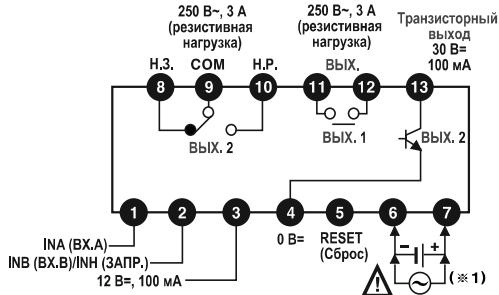 250 В~, 3 А
(резистивная
нагрузка)
250 В~, 3 А
(резистивная
нагрузка)
Транзисторный
выход
30 В=
100 мА
Н.З.
COM
Н.Р.
ВЫХ.
8
9
10
11
12
13
ВЫХ. 2
ВЫХ. 1
ВЫХ. 2
1
2
3
4
5
6
7
INA (ВХ.А)
INB (ВХ.В)/INH (ЗАПР.)
12 В=, 100 мА
0 В=
RESET
(Сброс)
− +
(※1)